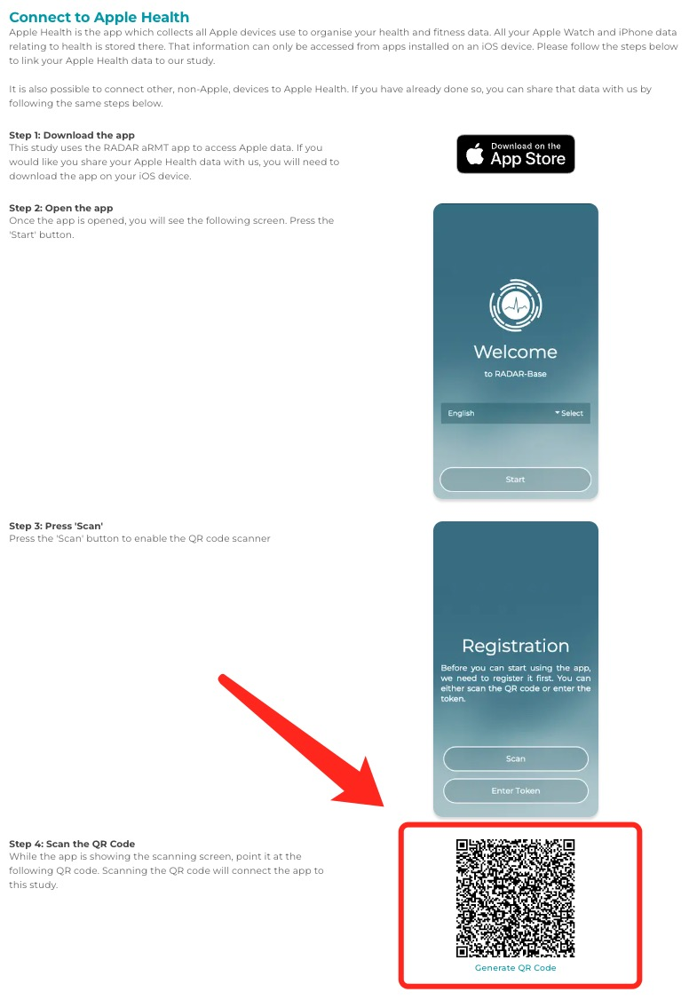 Connect to Apple Health
Apple Health is the app which collects all Apple devices use to organise your health and fitness data. All your Apple Watch and iPhone data
relating to health is stored there. That information can only be accessed from apps installed on an iOS device. Please follow the steps below
to link your Apple Health data to our study.
It is also possible to connect other, non-Apple, devices to Apple Health. If you have already done so, you can share that data with us by
following the same steps below.
Step 1: Download the app
This study uses the RADAR aRMT app to access Apple data. If you
would like you share your Apple Health data with us, you will need to
download the app on your iOS device.
Download on the
App Store
Step 2: Open the app
Once the app is opened, you will see the following screen. Press the
'Start' button.
Welcome
to RADAR-Base
English
Select
Start
Step 3: Press 'Scan'
Press the 'Scan' button to enable the QR code scanner
Registration
Before you can start using the app,
we need to register it first. You can
either scan the QR code or enter the
token.
Scan
Enter Token
Step 4: Scan the QR Code
While the app is showing the scanning screen, point it at the
following QR code. Scanning the QR code will connect the app to
this study.
Generate QR Code